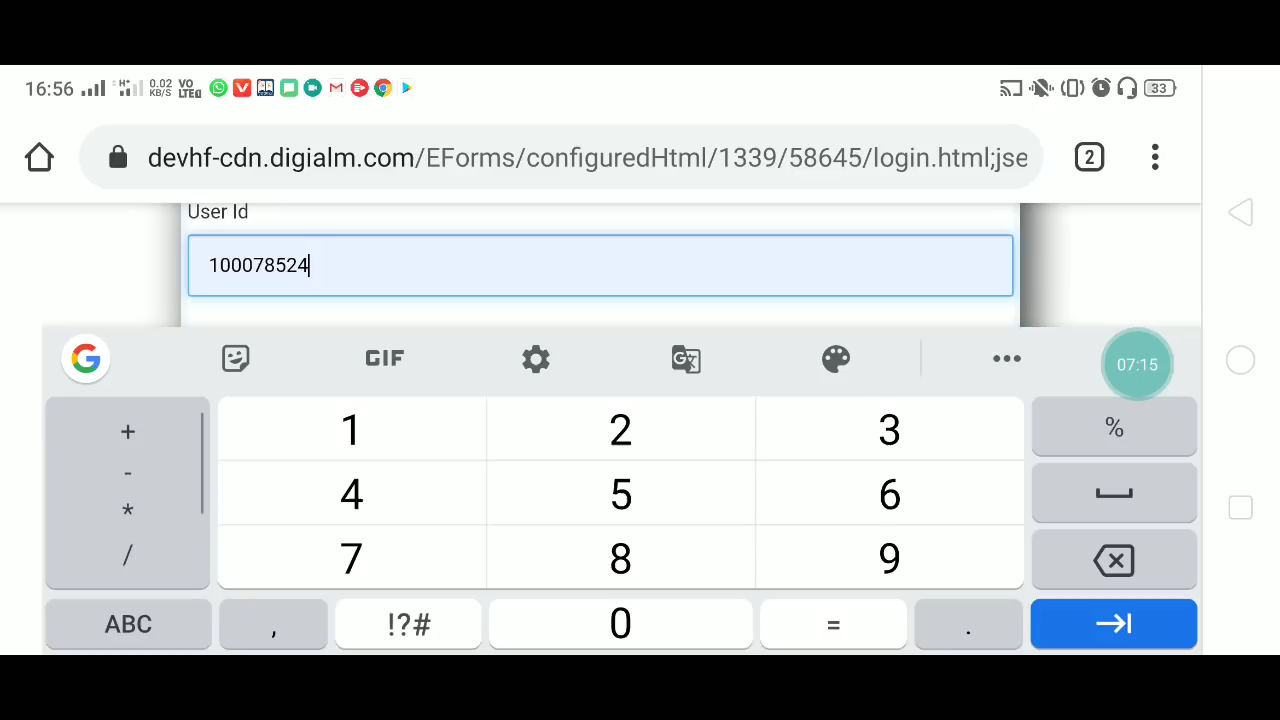 16:56 H+ 0.02 KB/S VO LTE 33
devhf-cdn.digialm.com/EForms/configuredHtml/1339/58645/login.html;jse 2
User Id
100078524
GIF 07:15
+ 1 2 3 %
-
* 4 5 6
/ 7 8 9
ABC , !?# 0 = .